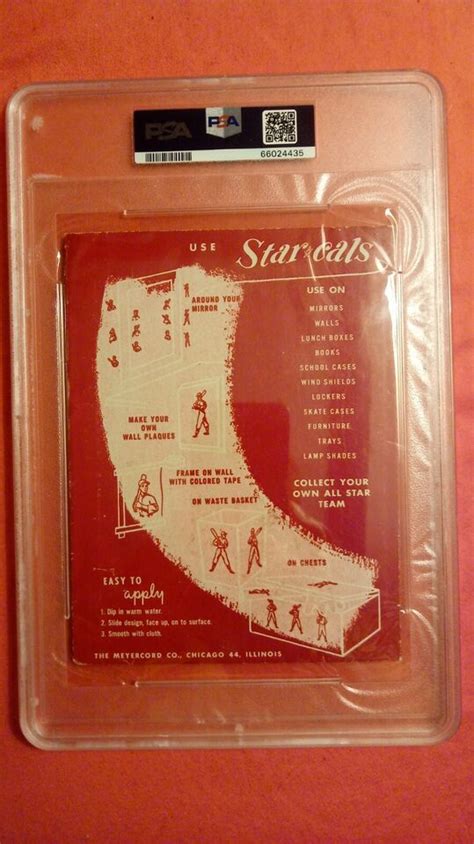 PSA
PSA
66024435
USE Star-cals
AROUND YOUR
MIRROR
USE ON
MIRRORS
WALLS
LUNCH BOXES
BOOKS
SCHOOL CASES
WIND SHIELDS
LOCKERS
SKATE CASES
FURNITURE
TRAYS
LAMP SHADES
MAKE YOUR
OWN
WALL PLAQUES
FRAME ON WALL
WITH COLORED TAPE
ON WASTE BASKET
COLLECT YOUR
OWN ALL STAR
TEAM
ON CHESTS
EASY TO
apply
1. Dip in warm water.
2. Slide design, face up, on to surface.
3. Smooth with cloth.
THE MEYERCORD CO., CHICAGO 44, ILLINOIS